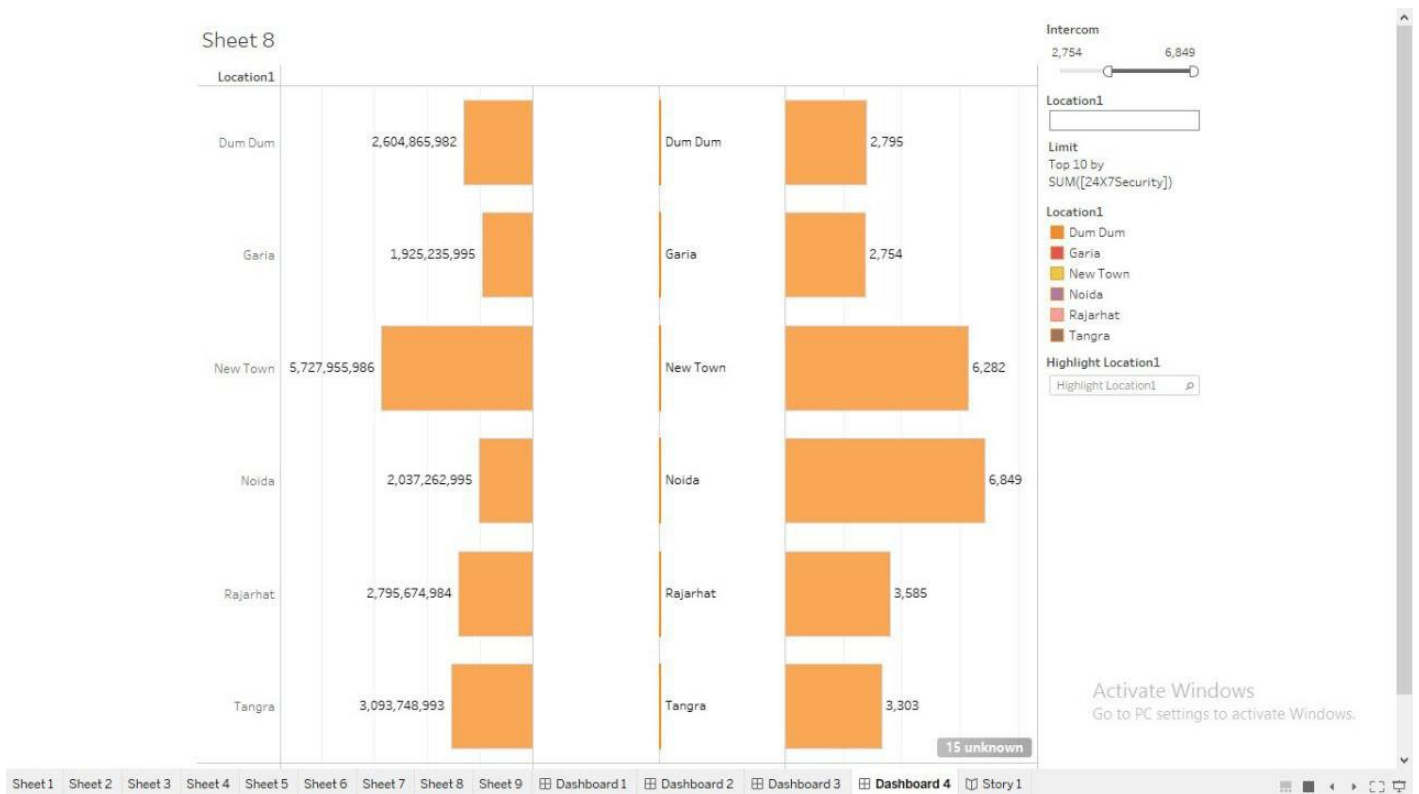 Sheet 8
Location1
Dum Dum 2,604,865,982 Dum Dum 2,795
Garia 1,925,235,995 Garia 2,754
New Town 5,727,955,986 New Town 6,282
Noida 2,037,262,995 Noida 6,849
Rajarhat 2,795,674,984 Rajarhat 3,585
Tangra 3,093,748,993 Tangra 3,303
15 unknown
Intercom
2,754 6,849
Location1
Limit
Top 10 by
SUM([24X7Security])
Location1
Dum Dum
Garia
New Town
Noida
Rajarhat
Tangra
Highlight Location1
Highlight Location1
Activate Windows
Go to PC settings to activate Windows.
Sheet 1 Sheet 2 Sheet 3 Sheet 4 Sheet 5 Sheet 6 Sheet 7 Sheet 8 Sheet 9 Dashboard 1 Dashboard 2 Dashboard 3 Dashboard 4 Story 1